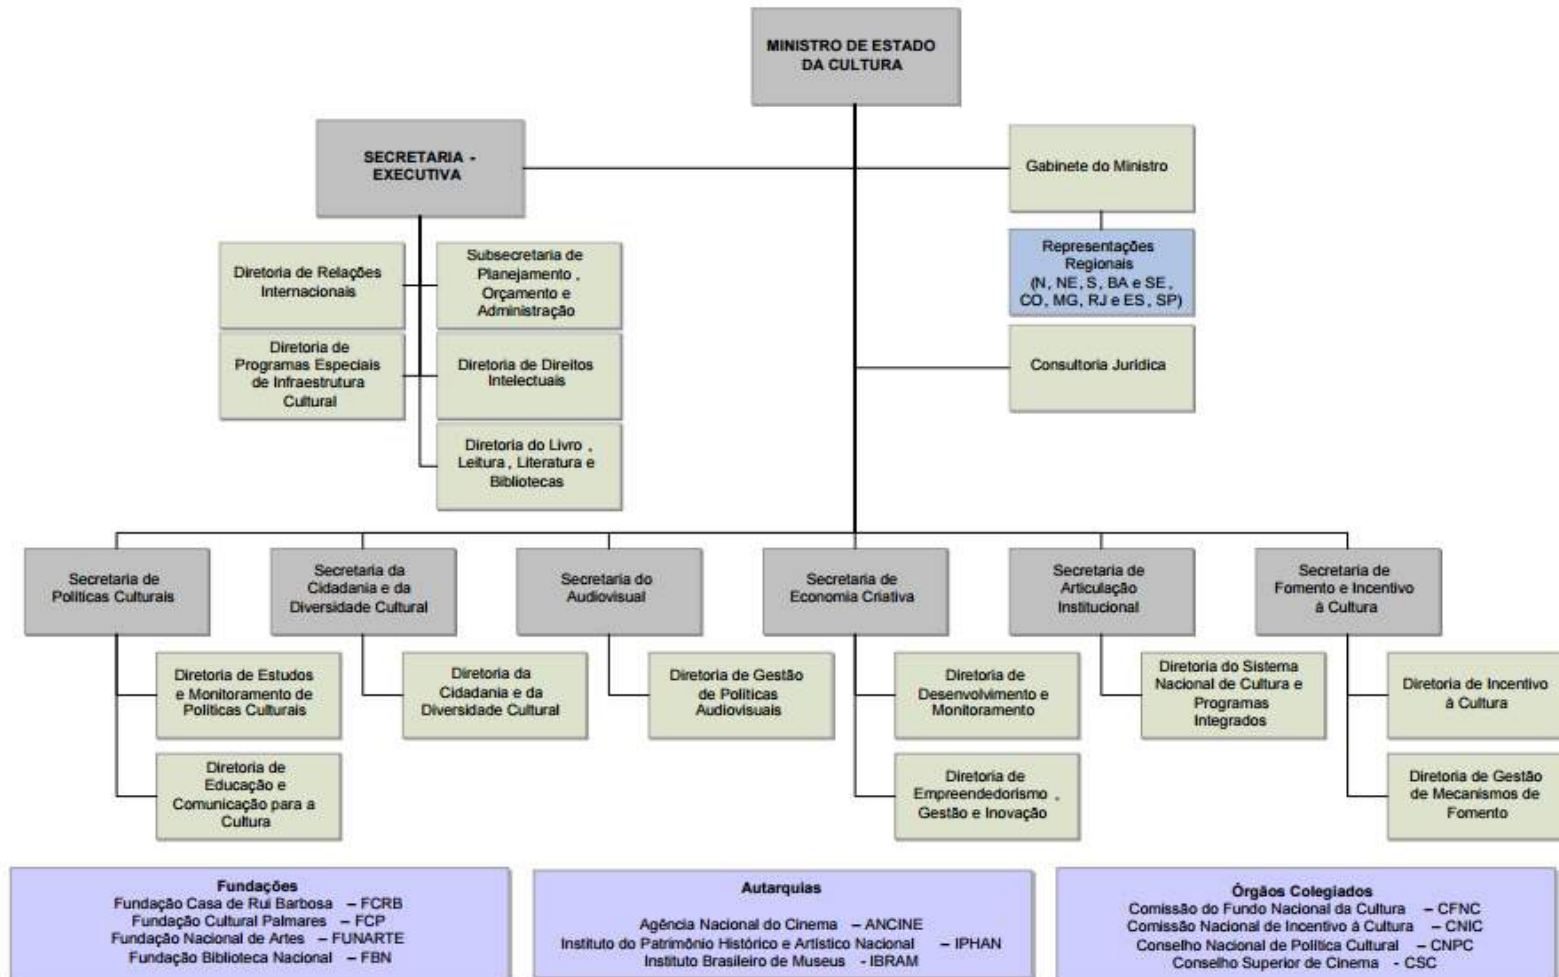 MINISTRO DE ESTADO
DA CULTURA
SECRETARIA -
EXECUTIVA
Gabinete do Ministro
Representações
Regionais
(N, NE, S, BA e SE ,
CO, MG, RJ e ES, SP)
Consultoria Jurídica
Diretoria de Relações
Internacionais
Subsecretaria de
Planejamento ,
Orçamento e
Administração
Diretoria de
Programas Especiais
de Infraestrutura
Cultural
Diretoria de Direitos
Intelectuais
Diretoria do Livro ,
Leitura , Literatura e
Bibliotecas
Secretaria de
Políticas Culturais
Secretaria da
Cidadania e da
Diversidade Cultural
Secretaria do
Audiovisual
Secretaria de
Economia Criativa
Secretaria de
Articulação
Institucional
Secretaria de
Fomento e Incentivo
à Cultura
Diretoria de Estudos
e Monitoramento de
Políticas Culturais
Diretoria da
Cidadania e da
Diversidade Cultural
Diretoria de Gestão
de Políticas
Audiovisuais
Diretoria de
Desenvolvimento e
Monitoramento
Diretoria do Sistema
Nacional de Cultura e
Programas
Integrados
Diretoria de Incentivo
à Cultura
Diretoria de
Educação e
Comunicação para a
Cultura
Diretoria de
Empreendedorismo ,
Gestão e Inovação
Diretoria de Gestão
de Mecanismos de
Fomento
Fundações
Fundação Casa de Rui Barbosa – FCRB
Fundação Cultural Palmares – FCP
Fundação Nacional de Artes – FUNARTE
Fundação Biblioteca Nacional – FBN
Autarquias
Agência Nacional do Cinema – ANCINE
Instituto do Patrimônio Histórico e Artístico Nacional – IPHAN
Instituto Brasileiro de Museus - IBRAM
Órgãos Colegiados
Comissão do Fundo Nacional da Cultura – CFNC
Comissão Nacional de Incentivo à Cultura – CNIC
Conselho Nacional de Política Cultural – CNPC
Conselho Superior de Cinema - CSC